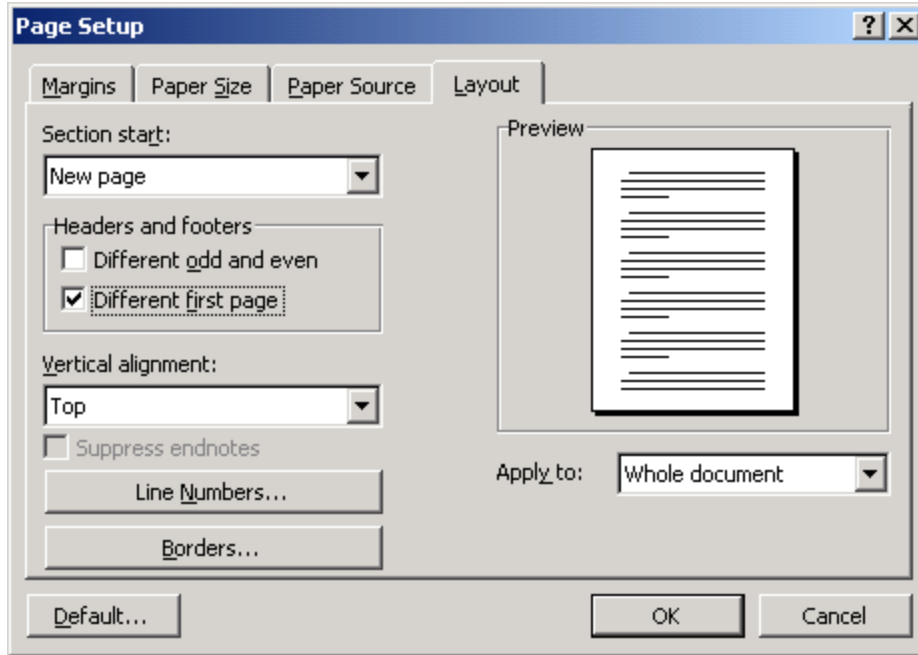 Page Setup
Margins
Paper Size
Paper Source
Layout
Section start:
New page
Headers and footers
Different odd and even
Different first page
Vertical alignment:
Top
Suppress endnotes
Line Numbers...
Borders...
Preview
Apply to:
Whole document
Default...
OK
Cancel